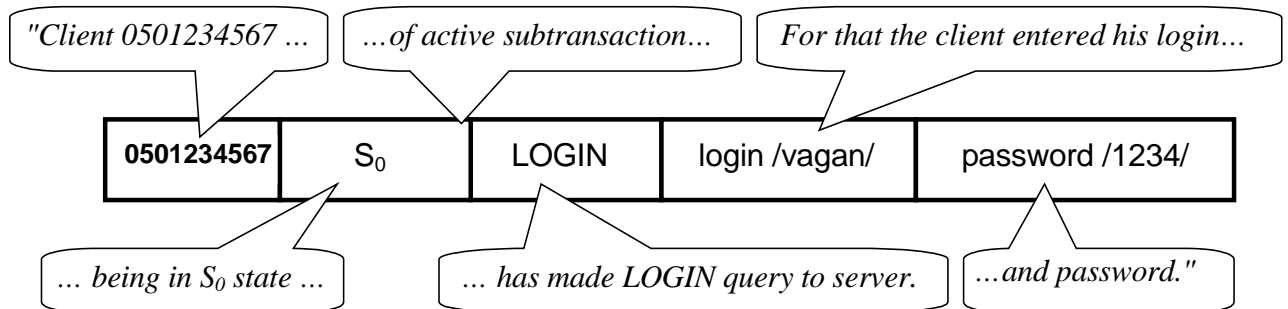 "Client 0501234567 … …of active subtransaction… For that the client entered his login…
0501234567 S₀ LOGIN login /vagan/ password /1234/
… being in S₀ state … … has made LOGIN query to server. …and password."